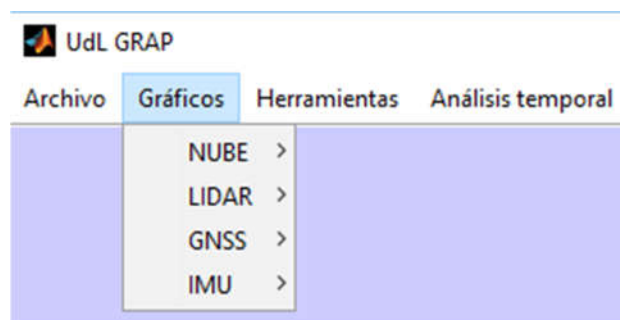 UdL GRAP
Archivo Gráficos Herramientas Análisis temporal
NUBE >
LIDAR >
GNSS >
IMU >